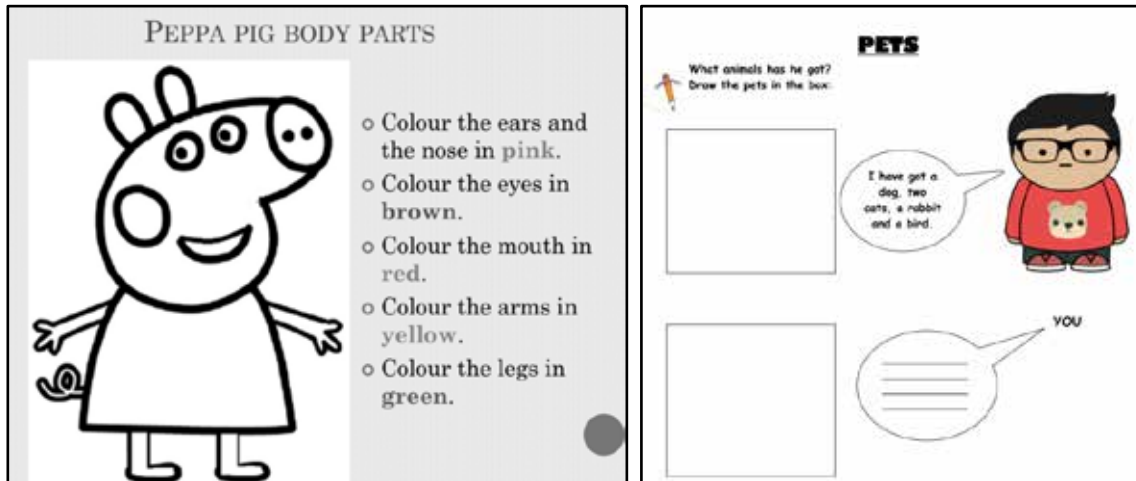 PEPPA PIG BODY PARTS
Colour the ears and
the nose in pink.
Colour the eyes in
brown.
Colour the mouth in
red.
Colour the arms in
yellow.
Colour the legs in
green.
PETS
What animals has he got?
Draw the pets in the box:
I have got a
dog, two
cats, a rabbit
and a bird.
YOU